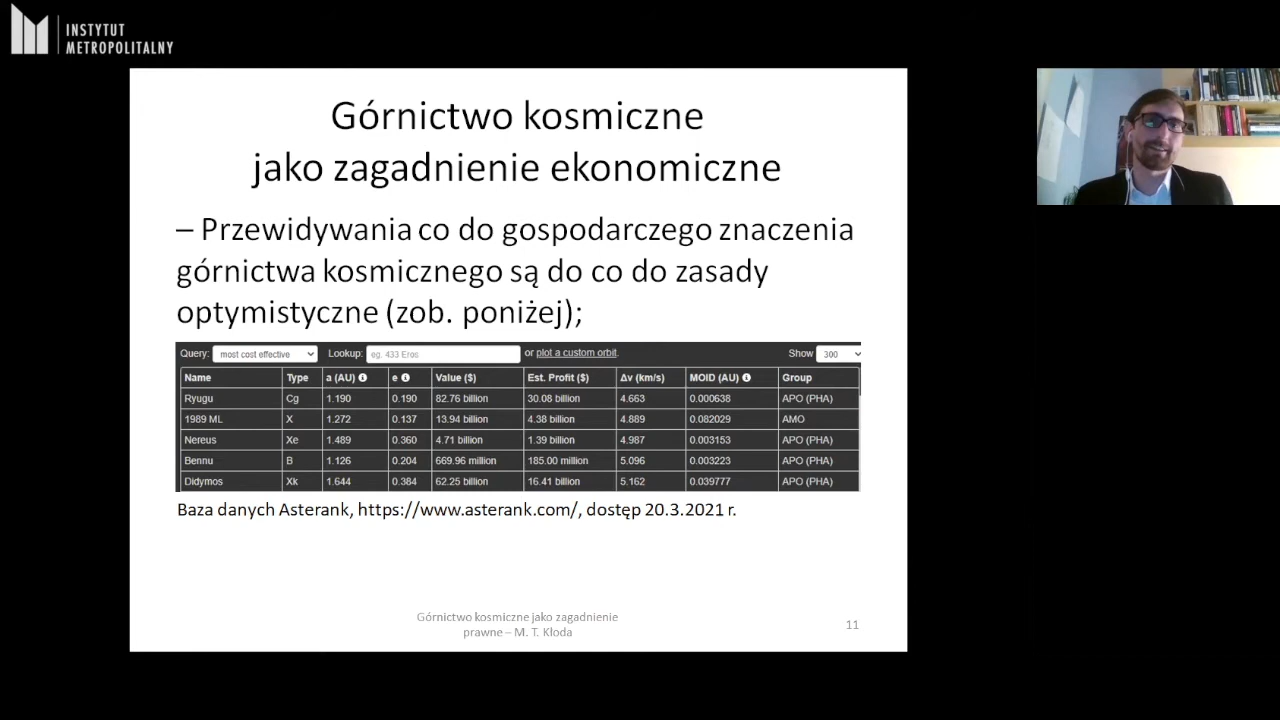 INSTYTUT
METROPOLITALNY
Górnictwo kosmiczne
jako zagadnienie ekonomiczne
– Przewidywania co do gospodarczego znaczenia
górnictwa kosmicznego są do co do zasady
optymistyczne (zob. poniżej);
Query: most cost effective Lookup: eg. 433 Eros or plot a custom orbit. Show 300
Name Type a (AU) e Value ($) Est. Profit ($) Δv (km/s) MOID (AU) Group
Ryugu Cg 1.190 0.190 82.76 billion 30.08 billion 4.663 0.000638 APO (PHA)
1989 ML X 1.272 0.137 13.94 billion 4.38 billion 4.889 0.082029 AMO
Nereus Xe 1.489 0.360 4.71 billion 1.39 billion 4.987 0.003153 APO (PHA)
Bennu B 1.126 0.204 669.96 million 185.00 million 5.096 0.003223 APO (PHA)
Didymos Xk 1.644 0.384 62.25 billion 16.41 billion 5.162 0.039777 APO (PHA)
Baza danych Asterank, https://www.asterank.com/, dostęp 20.3.2021 r.
Górnictwo kosmiczne jako zagadnienie
prawne – M. T. Kłoda
11